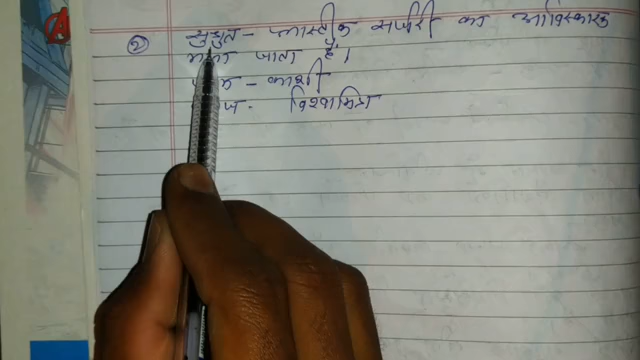 ② सुश्रुत - प्लास्टीक सर्जरी का आविस्कारक
जाता है।
- काशी
विश्वामित्र